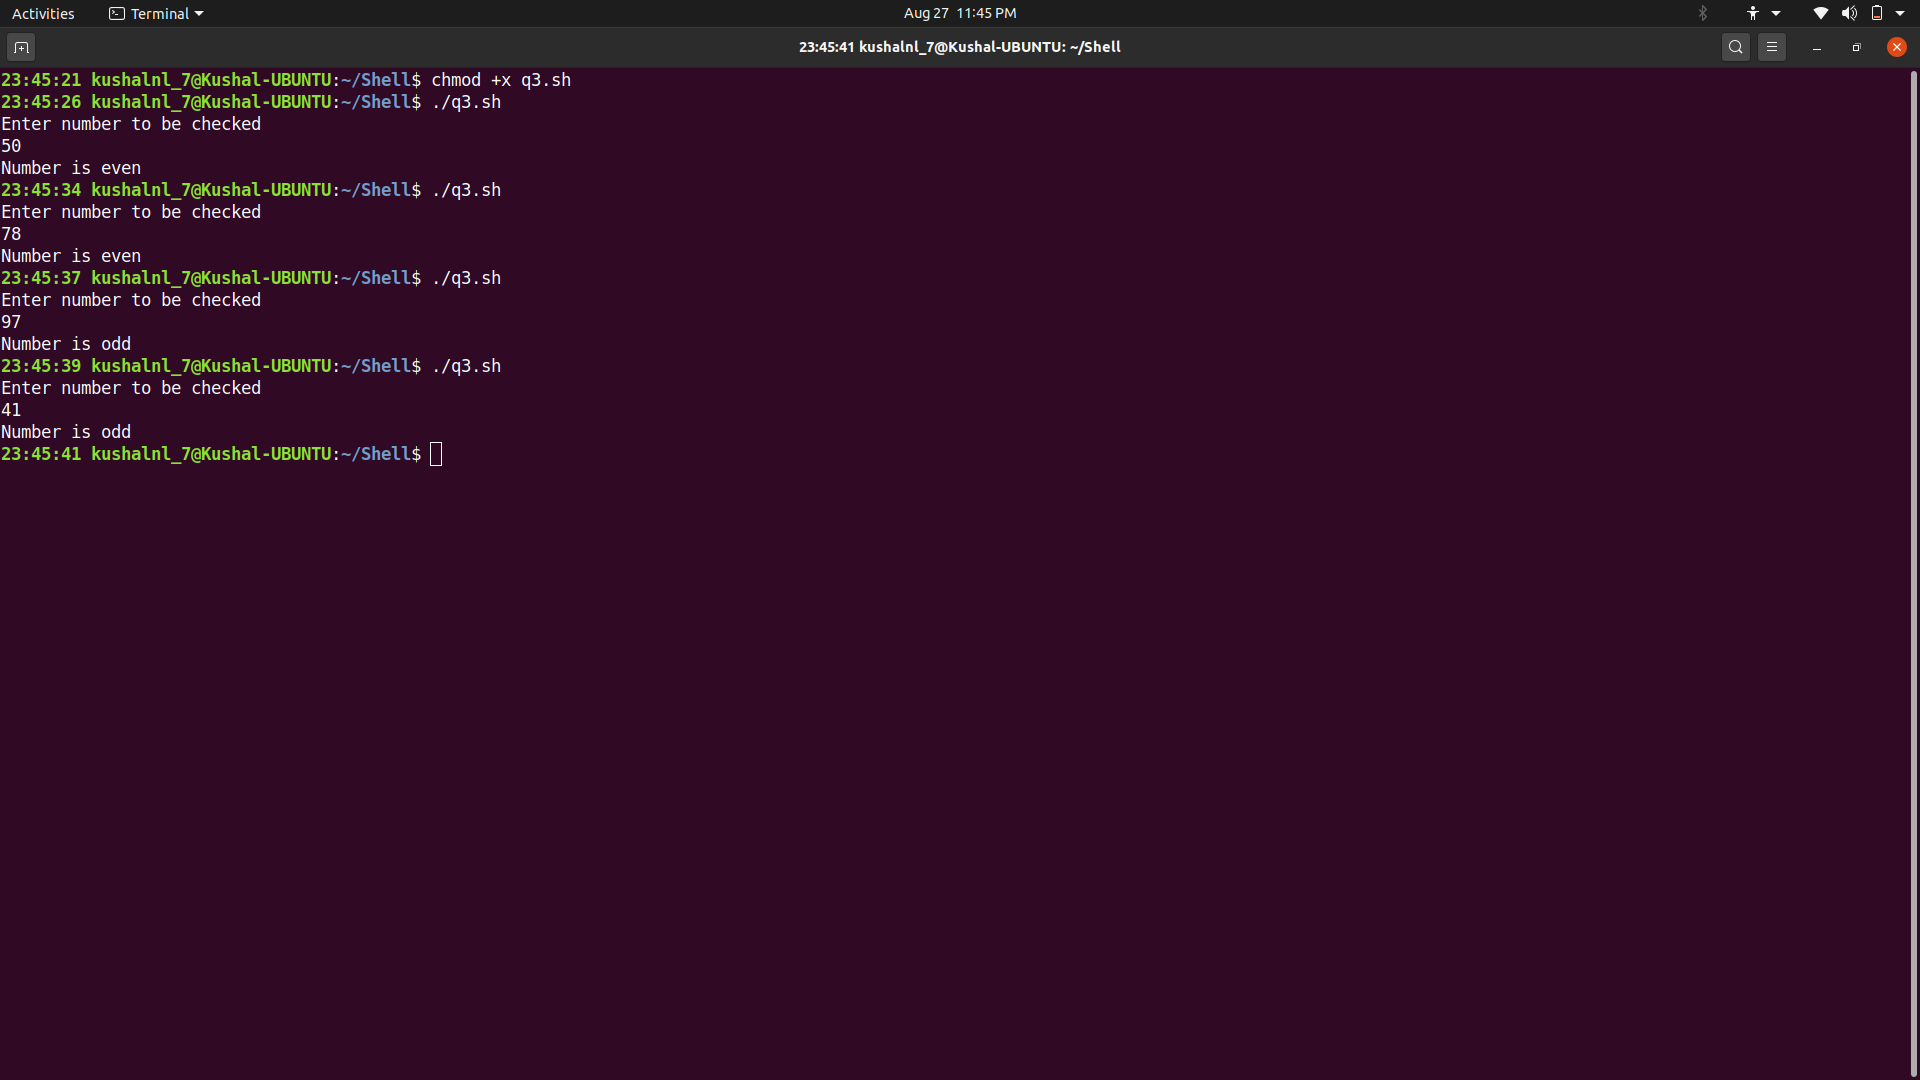 Activities Terminal Aug 27 11:45 PM
23:45:41 kushalnl_7@Kushal-UBUNTU: ~/Shell
23:45:21 kushalnl_7@Kushal-UBUNTU:~/Shell$ chmod +x q3.sh
23:45:26 kushalnl_7@Kushal-UBUNTU:~/Shell$ ./q3.sh
Enter number to be checked
50
Number is even
23:45:34 kushalnl_7@Kushal-UBUNTU:~/Shell$ ./q3.sh
Enter number to be checked
78
Number is even
23:45:37 kushalnl_7@Kushal-UBUNTU:~/Shell$ ./q3.sh
Enter number to be checked
97
Number is odd
23:45:39 kushalnl_7@Kushal-UBUNTU:~/Shell$ ./q3.sh
Enter number to be checked
41
Number is odd
23:45:41 kushalnl_7@Kushal-UBUNTU:~/Shell$